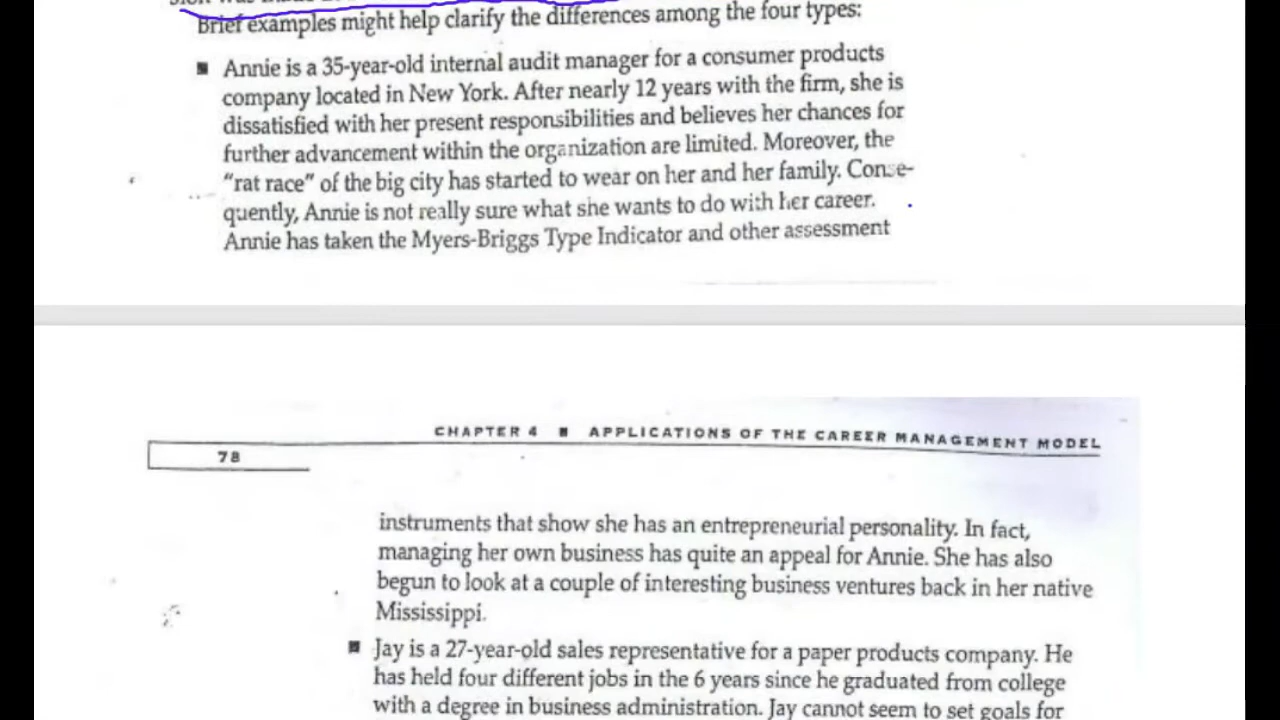 Brief examples might help clarify the differences among the four types:
■ Annie is a 35-year-old internal audit manager for a consumer products
company located in New York. After nearly 12 years with the firm, she is
dissatisfied with her present responsibilities and believes her chances for
further advancement within the organization are limited. Moreover, the
"rat race" of the big city has started to wear on her and her family. Conse-
quently, Annie is not really sure what she wants to do with her career.
Annie has taken the Myers-Briggs Type Indicator and other assessment
CHAPTER 4 ■ APPLICATIONS OF THE CAREER MANAGEMENT MODEL
78
instruments that show she has an entrepreneurial personality. In fact,
managing her own business has quite an appeal for Annie. She has also
begun to look at a couple of interesting business ventures back in her native
Mississippi.
■ Jay is a 27-year-old sales representative for a paper products company. He
has held four different jobs in the 6 years since he graduated from college
with a degree in business administration. Jay cannot seem to set goals for